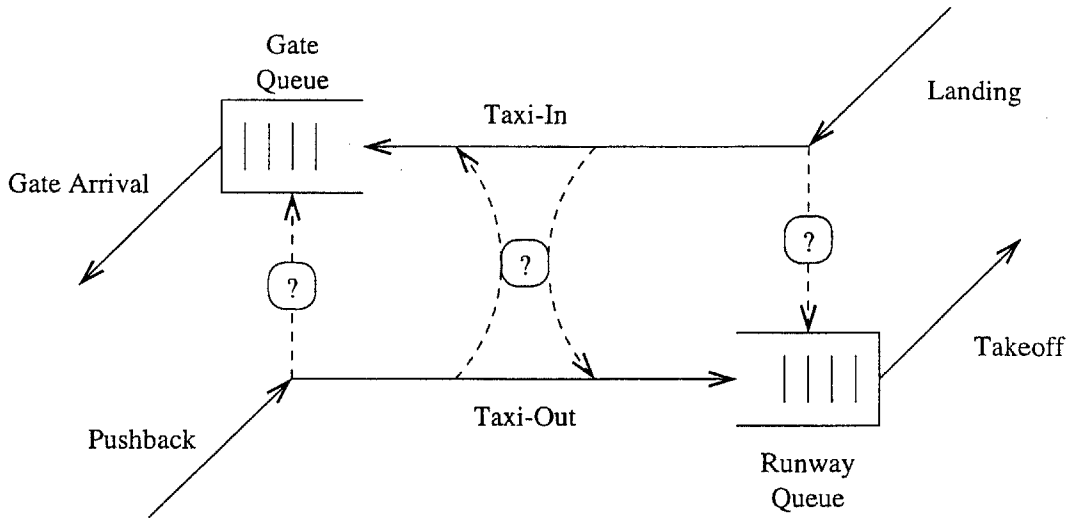 Gate
Queue
Taxi-In
Landing
Gate Arrival
?
?
?
Takeoff
Taxi-Out
Pushback
Runway
Queue